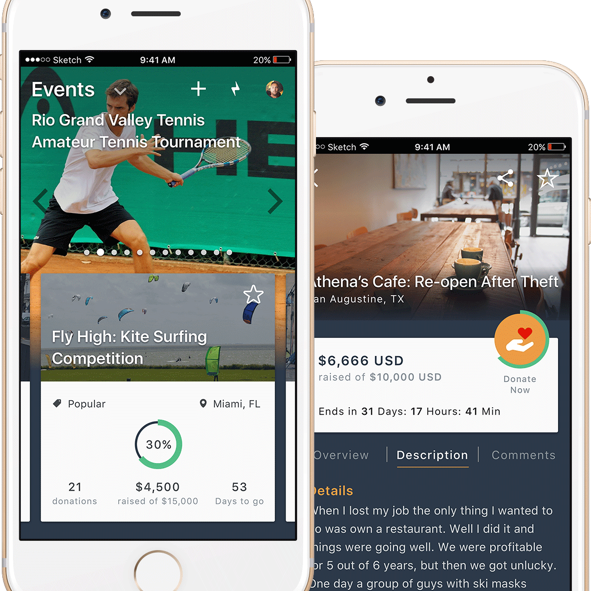 Sketch 9:41 AM 20%
Events
Rio Grand Valley Tennis
Amateur Tennis Tournament
Fly High: Kite Surfing
Competition
Popular Miami, FL
30%
21 $4,500 53
donations raised of $15,000 Days to go
Sketch 9:41 AM 20%
Athena's Cafe: Re-open After Theft
an Augustine, TX
$6,666 USD
raised of $10,000 USD
Donate
Now
Ends in 31 Days: 17 Hours: 41 Min
Overview Description Comments
Details
When I lost my job the only thing I wanted to
o was own a restaurant. Well I did it and
hings were going well. We were profitable
or 5 out of 6 years, but then we got unlucky.
One day a group of guys with ski masks